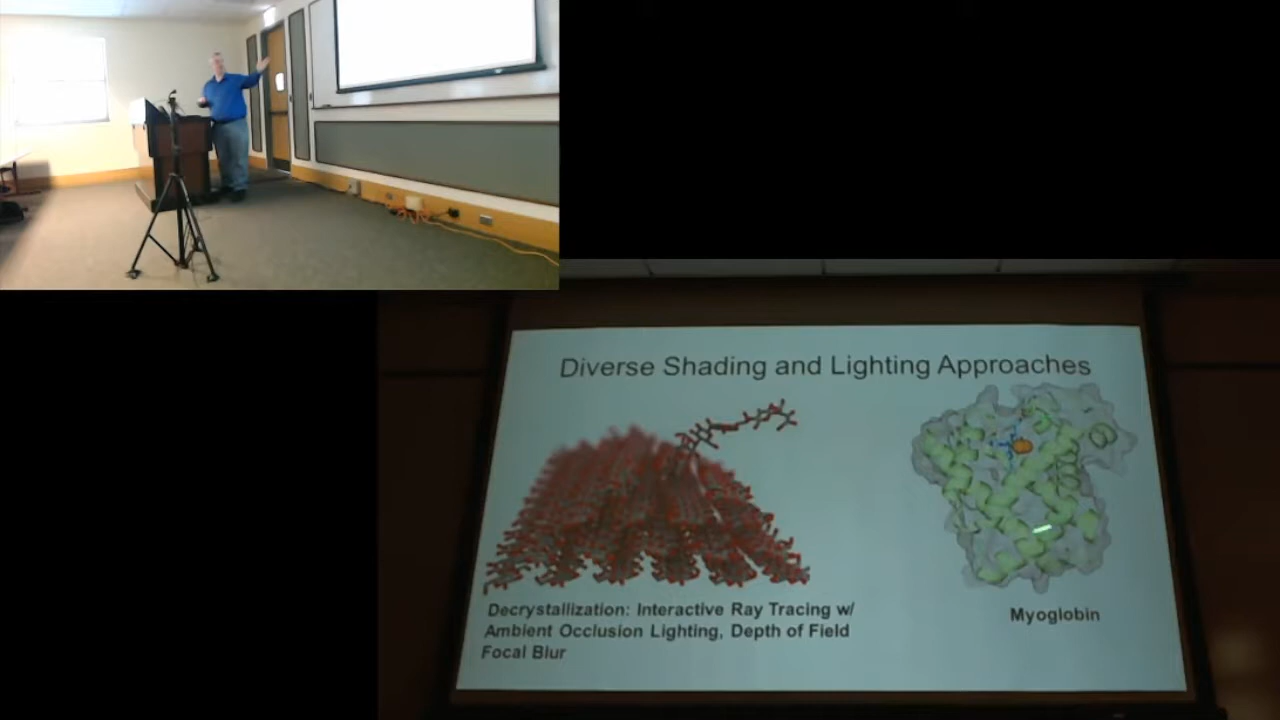 Diverse Shading and Lighting Approaches
Decrystallization: Interactive Ray Tracing w/
Ambient Occlusion Lighting, Depth of Field
Focal Blur
Myoglobin